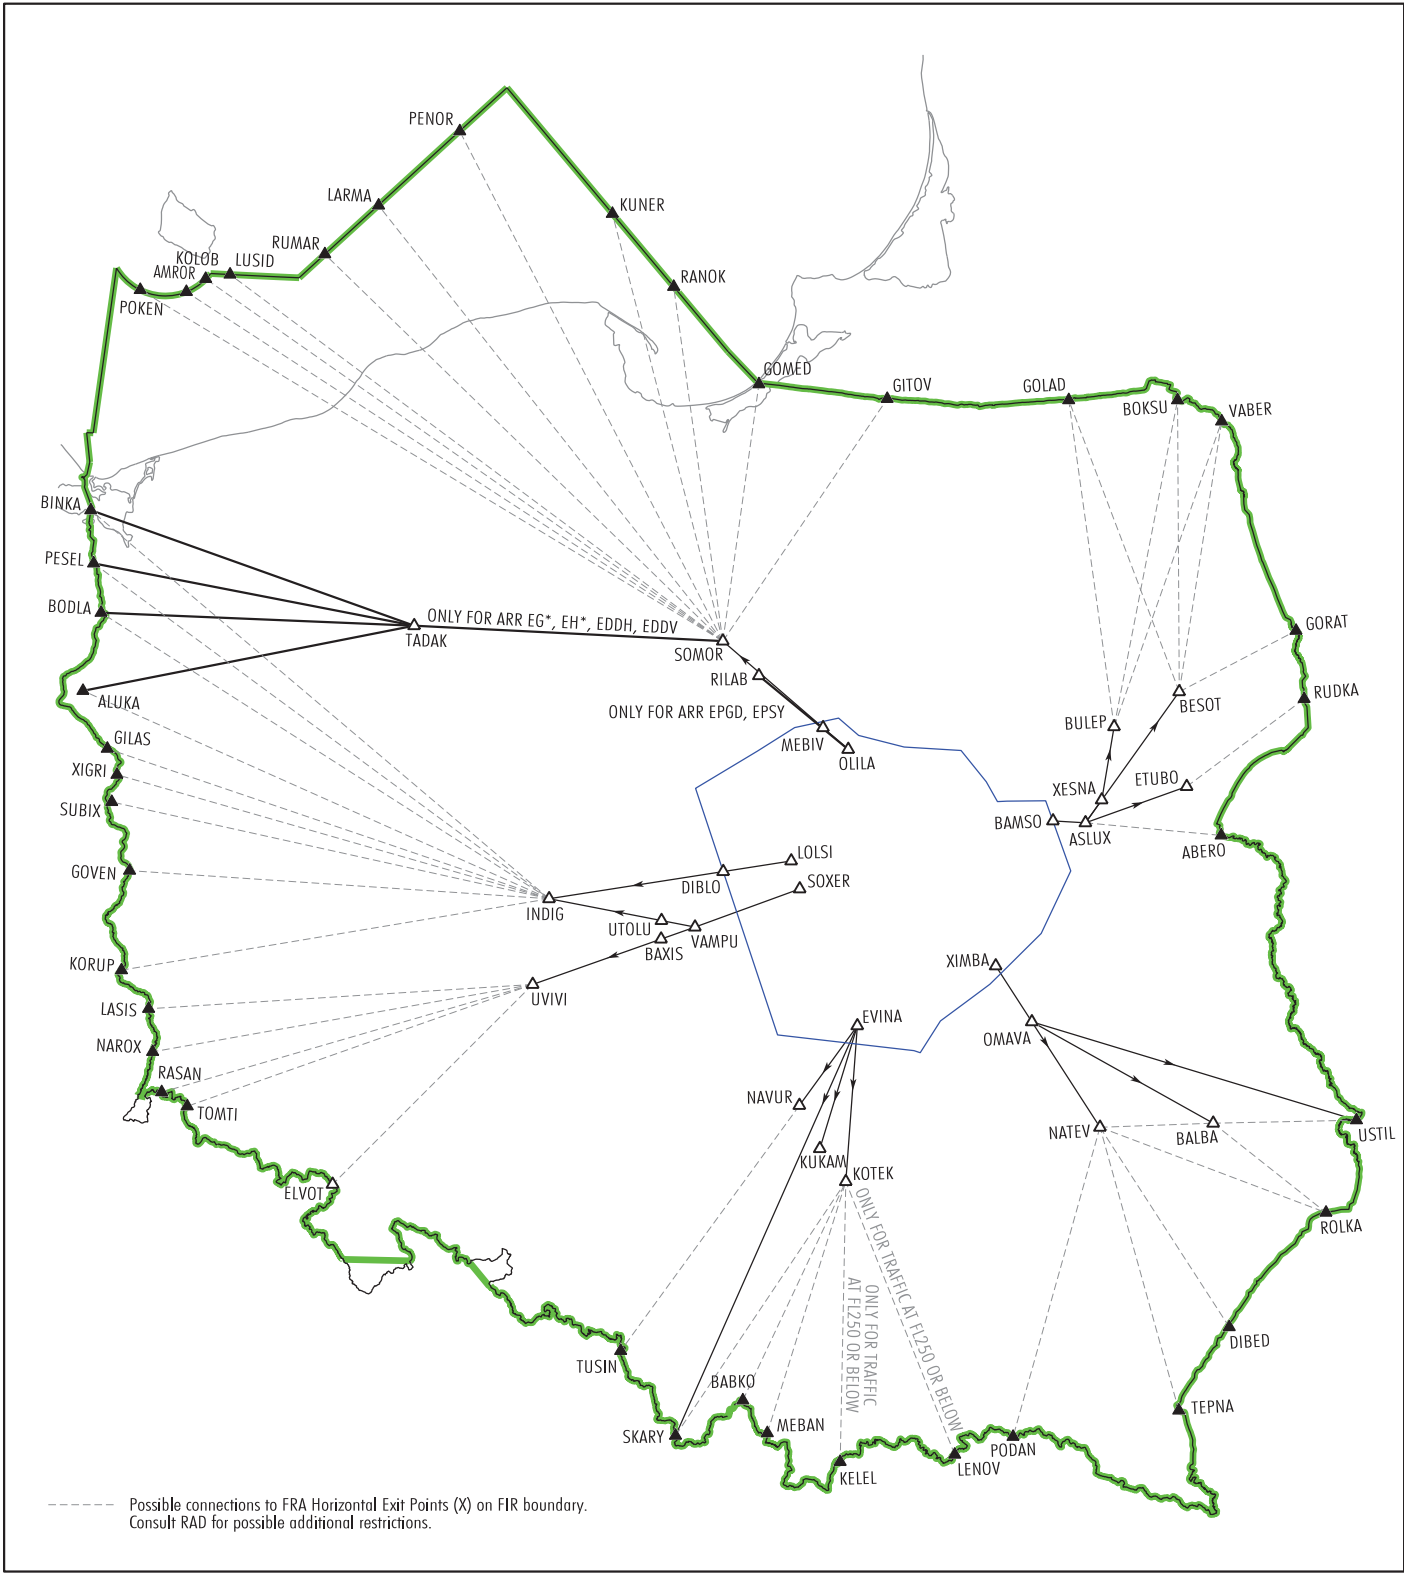 PENOR
LARMA
KUNER
RUMAR
KOLOB
LUSID
AMROR
RANOK
POKEN
GOMED
GITOV
GOLAD
BOKSU
VABER
BINKA
PESEL
BODLA
ONLY FOR ARR EG*, EH*, EDDH, EDDV
TADAK
SOMOR
GORAT
RILAB
RUDKA
ALUKA
BESOT
ONLY FOR ARR EPGD, EPSY
BULEP
GILAS
MEBIV
OLILA
XIGRI
ETUBO
XESNA
SUBIX
BAMSO
ASLUX
ABERO
LOLSI
GOVEN
DIBLO
SOXER
INDIG
UTOLU
VAMPU
BAXIS
KORUP
XIMBA
UVIVI
LASIS
EVINA
OMAVA
NAROX
RASAN
NAVUR
TOMTI
NATEV
BALBA
USTIL
KUKAM
KOTEK
ELVOT
ROLKA
ONLY FOR TRAFFIC AT FL250 OR BELOW
ONLY FOR TRAFFIC
AT FL250 OR BELOW
DIBED
TUSIN
BABKO
TEPNA
SKARY
MEBAN
PODAN
LENOV
KELEL
Possible connections to FRA Horizontal Exit Points (X) on FIR boundary.
Consult RAD for possible additional restrictions.